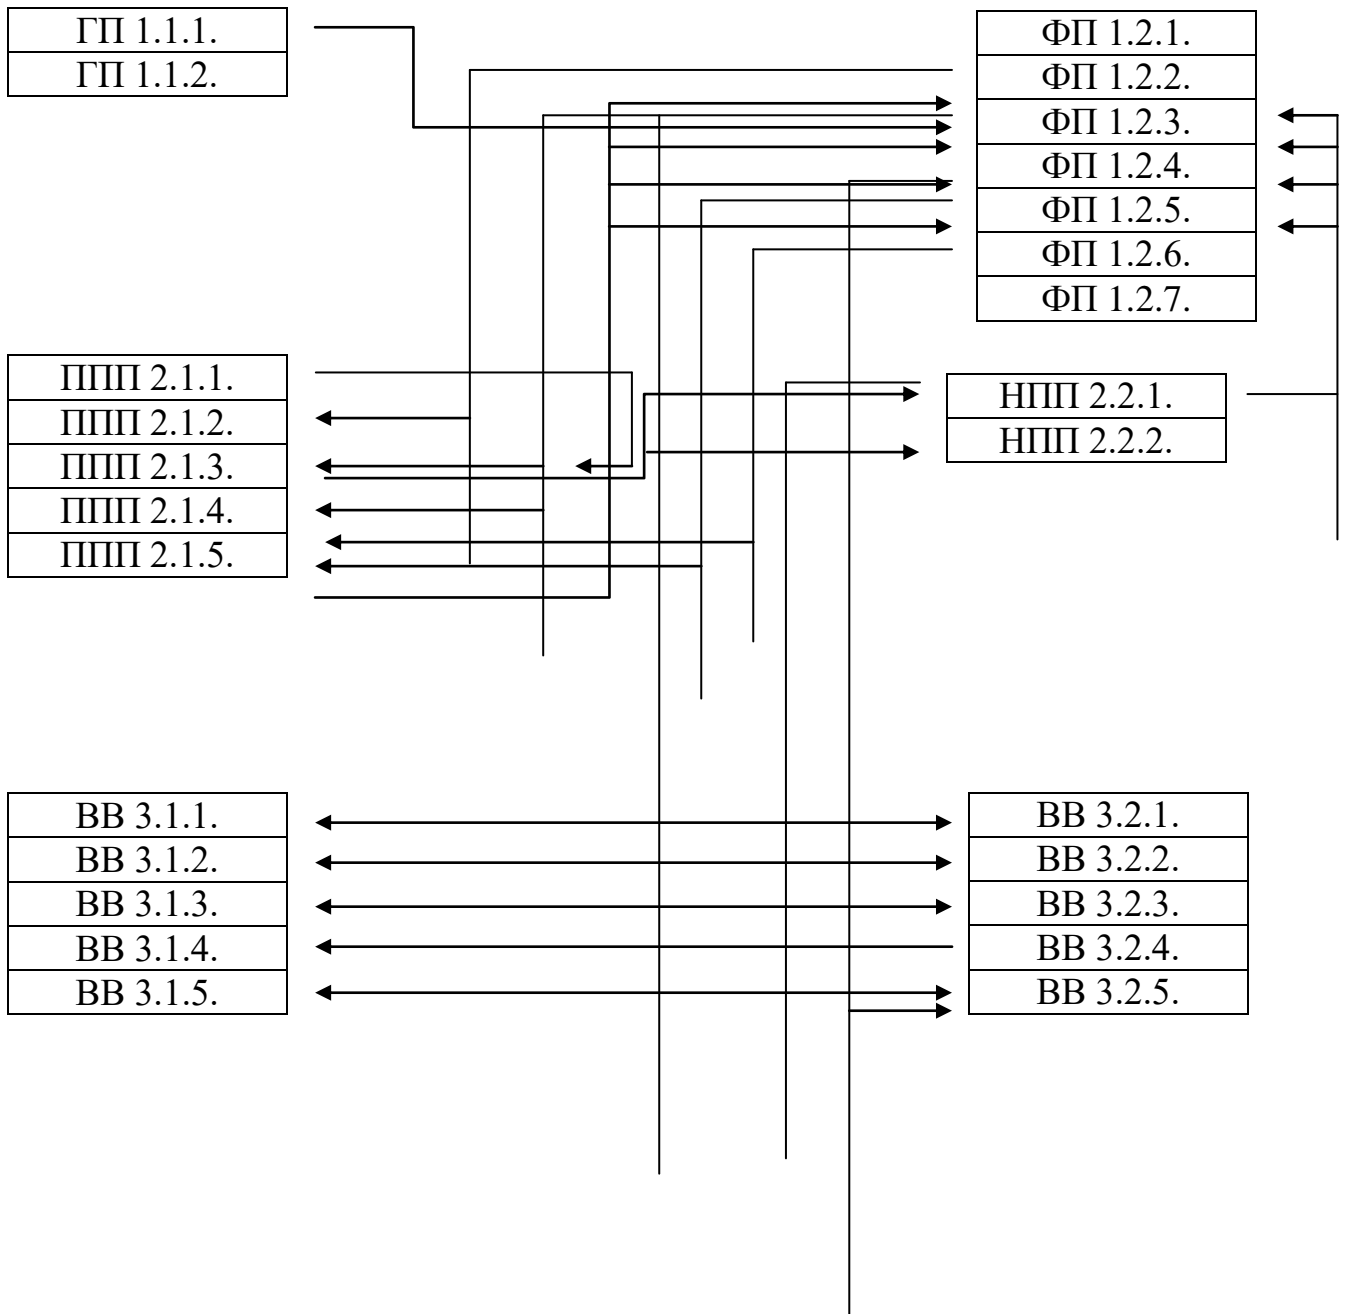 ГП 1.1.1.
ГП 1.1.2.
ФП 1.2.1.
ФП 1.2.2.
ФП 1.2.3.
ФП 1.2.4.
ФП 1.2.5.
ФП 1.2.6.
ФП 1.2.7.
ППП 2.1.1.
ППП 2.1.2.
ППП 2.1.3.
ППП 2.1.4.
ППП 2.1.5.
НПП 2.2.1.
НПП 2.2.2.
ВВ 3.1.1.
ВВ 3.1.2.
ВВ 3.1.3.
ВВ 3.1.4.
ВВ 3.1.5.
ВВ 3.2.1.
ВВ 3.2.2.
ВВ 3.2.3.
ВВ 3.2.4.
ВВ 3.2.5.